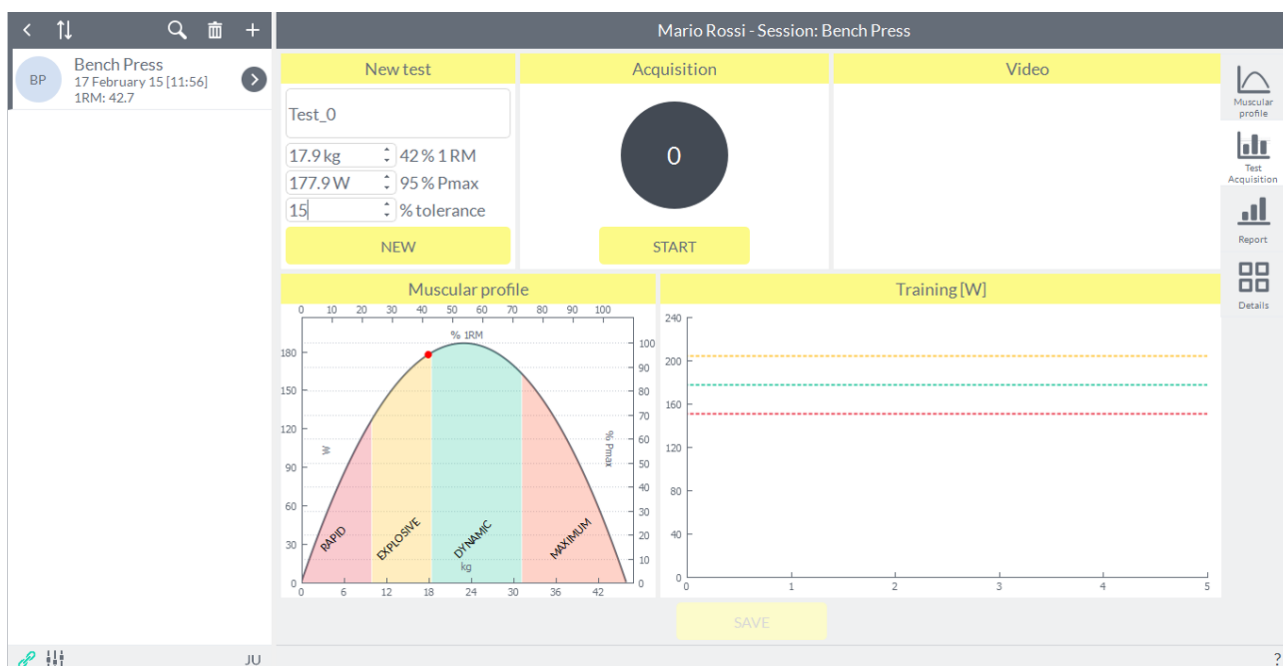 Mario Rossi - Session: Bench Press
BP
Bench Press
17 February 15 [11:56]
1RM: 42.7
New test
Acquisition
Video
Test_0
17.9 kg 42 % 1 RM
177.9 W 95 % Pmax
15 % tolerance
NEW
0
START
Muscular
profile
Test
Acquisition
Report
Details
Muscular profile
0 10 20 30 40 50 60 70 80 90 100
% 1RM
180
150
120
90
60
30
0
W
100
90
80
70
60
50
40
30
20
10
0
% Pmax
RAPID
EXPLOSIVE
DYNAMIC
MAXIMUM
kg
0 6 12 18 24 30 36 42
Training [W]
240
200
160
120
80
40
0
0 1 2 3 4 5
SAVE
JU
?